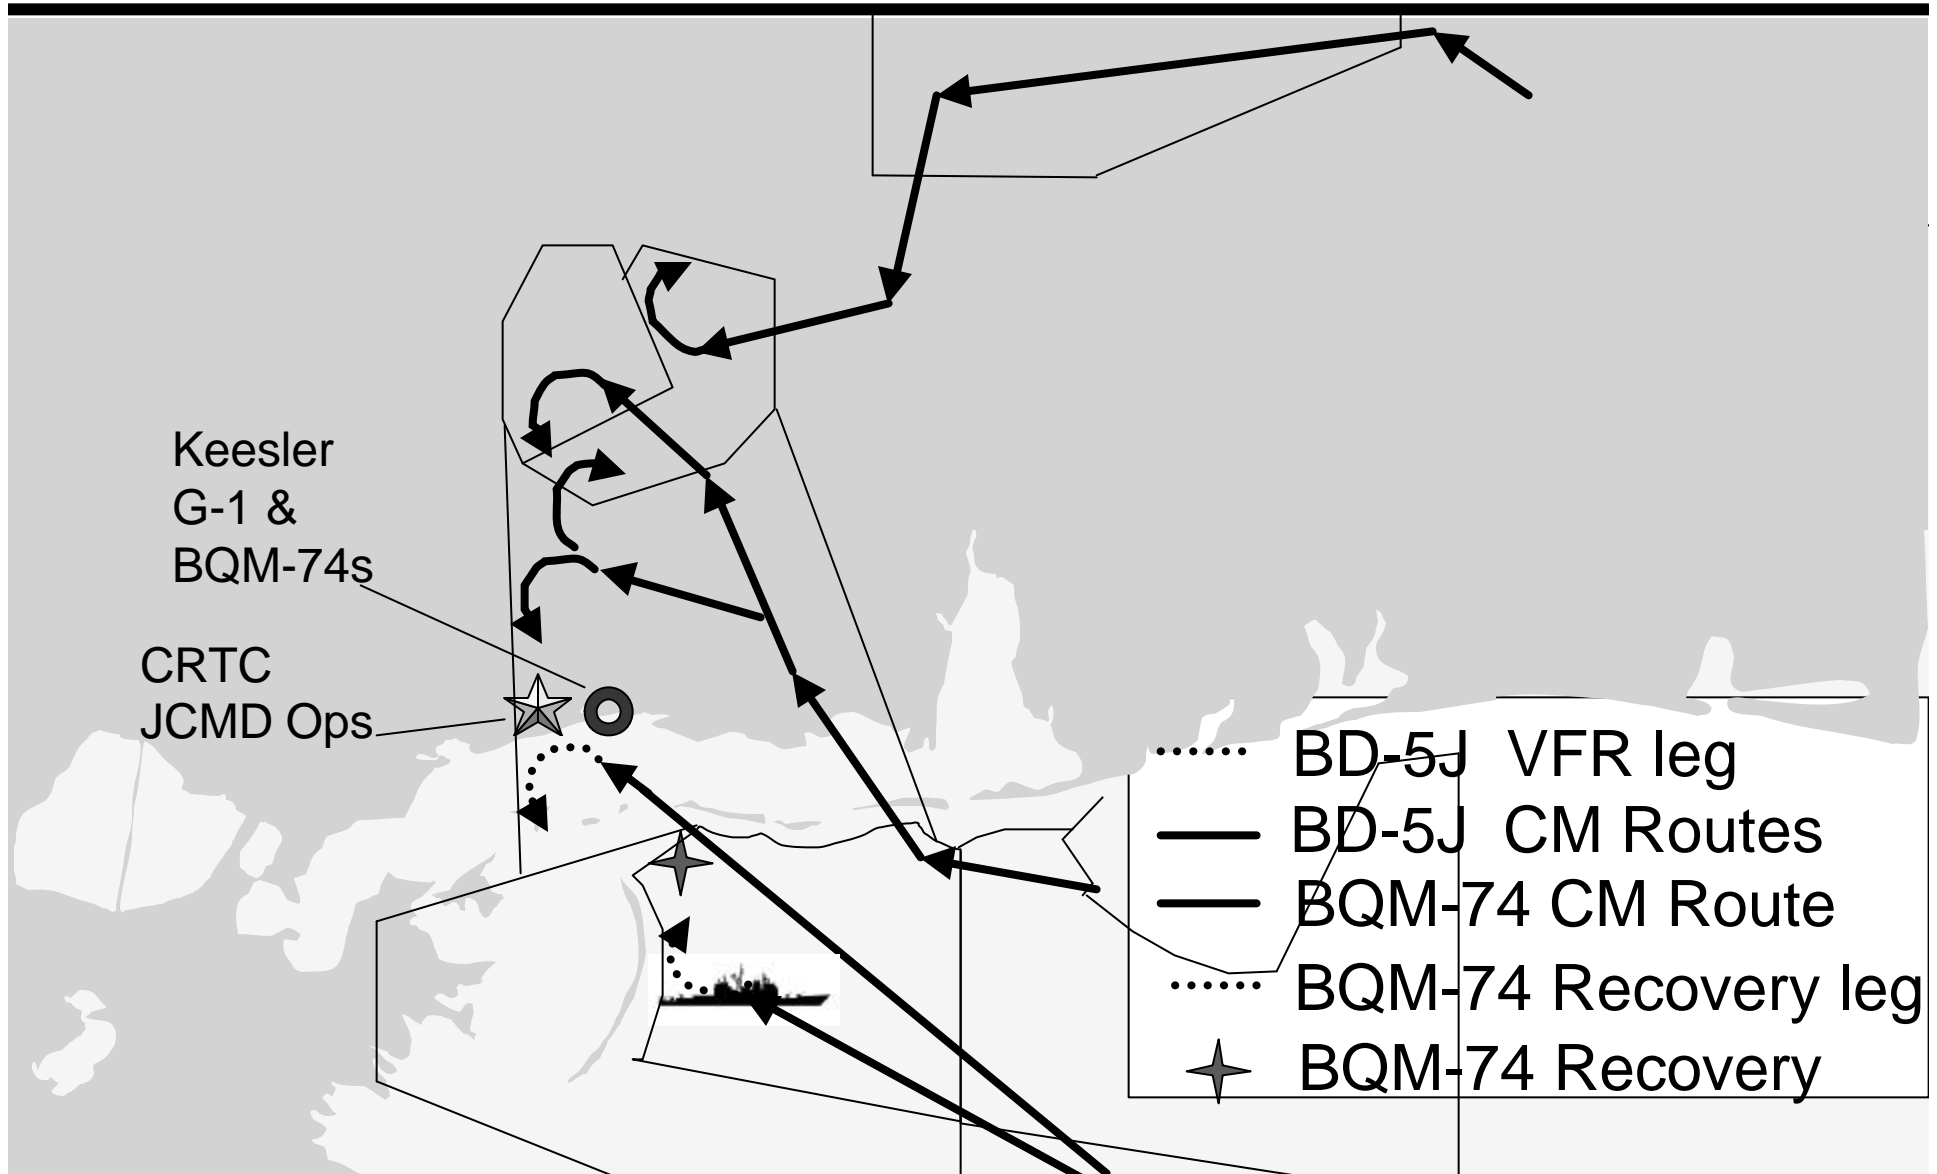 Keesler
G-1 &
BQM-74s
CRTC
JCMD Ops
BD-5J VFR leg
BD-5J CM Routes
BQM-74 CM Route
BQM-74 Recovery leg
BQM-74 Recovery